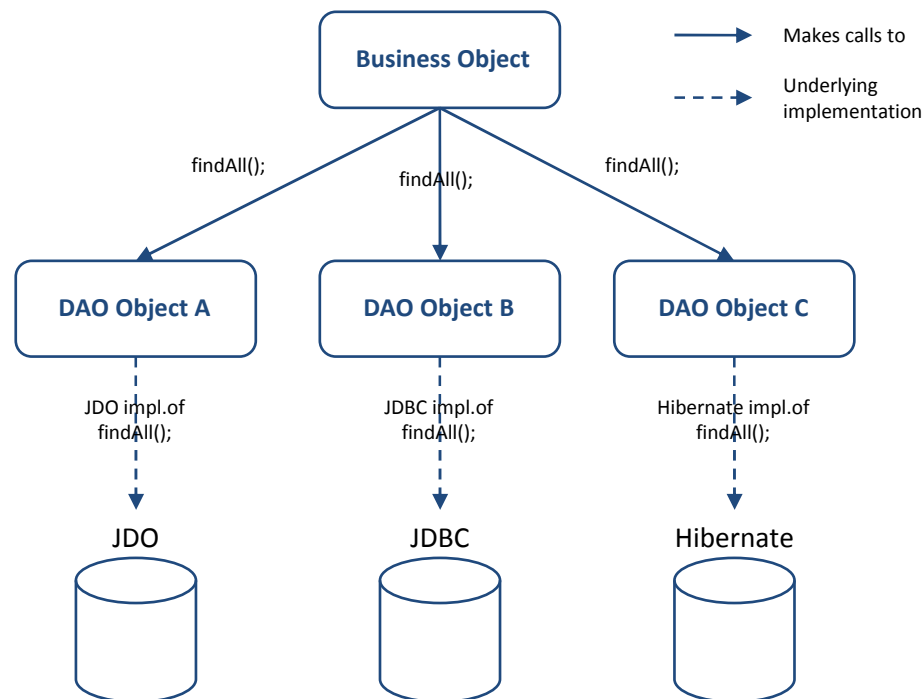 Business Object
Makes calls to
Underlying
implementation
findAll();
findAll();
findAll();
DAO Object A
DAO Object B
DAO Object C
JDO impl.of
findAll();
JDBC impl.of
findAll();
Hibernate impl.of
findAll();
JDO
JDBC
Hibernate